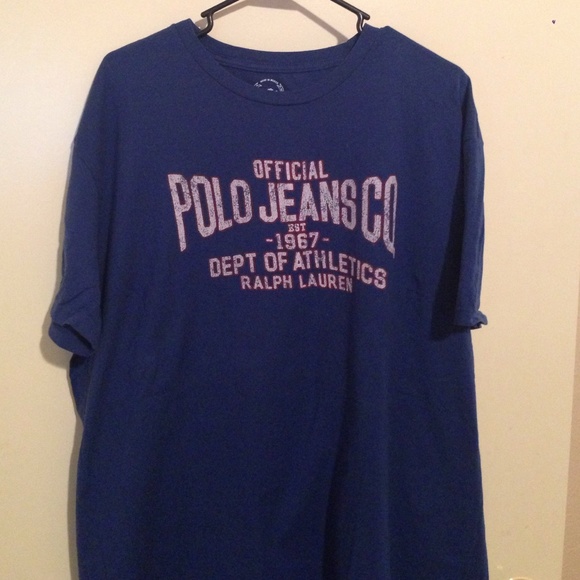 OFFICIAL
POLO JEANS CO
EST
-1967-
DEPT OF ATHLETICS
RALPH LAUREN